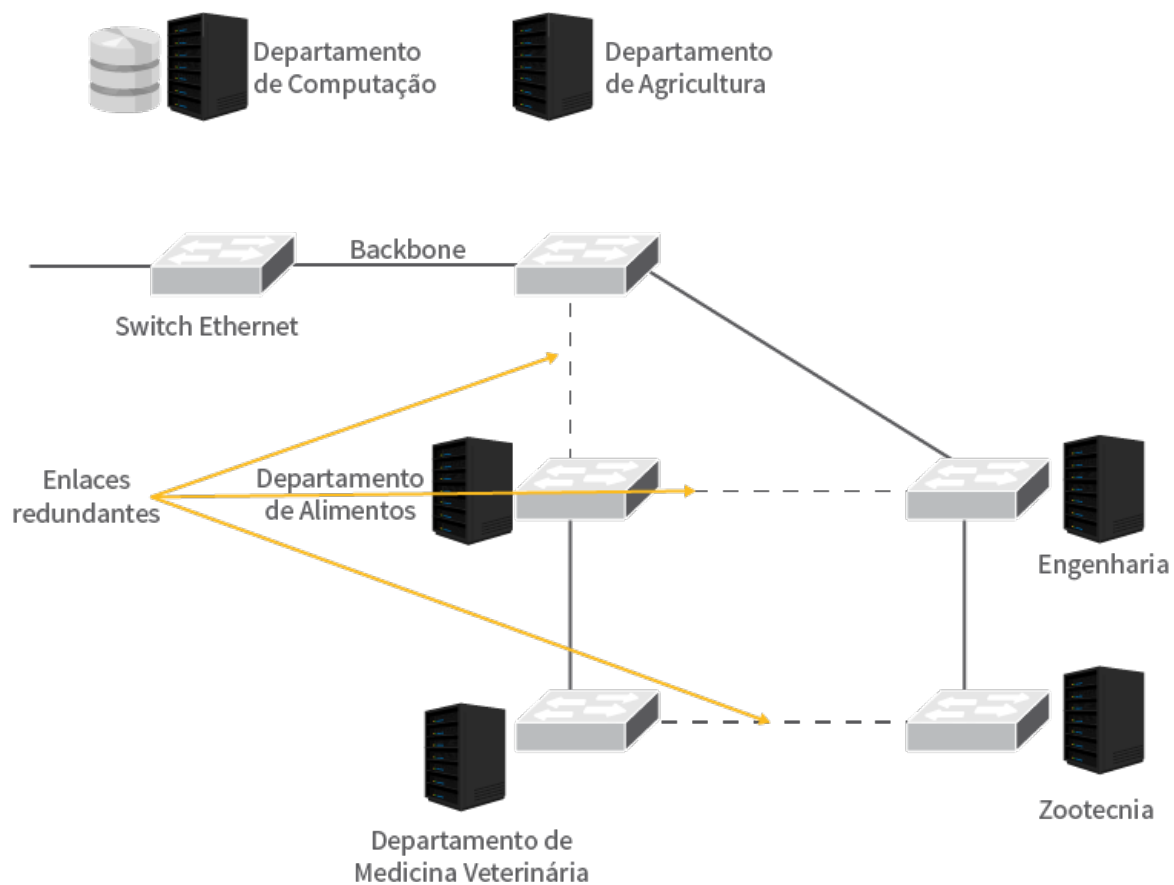 Departamento
de Computação
Departamento
de Agricultura
Backbone
Switch Ethernet
Enlaces
redundantes
Departamento
de Alimentos
Engenharia
Departamento de
Medicina Veterinária
Zootecnia